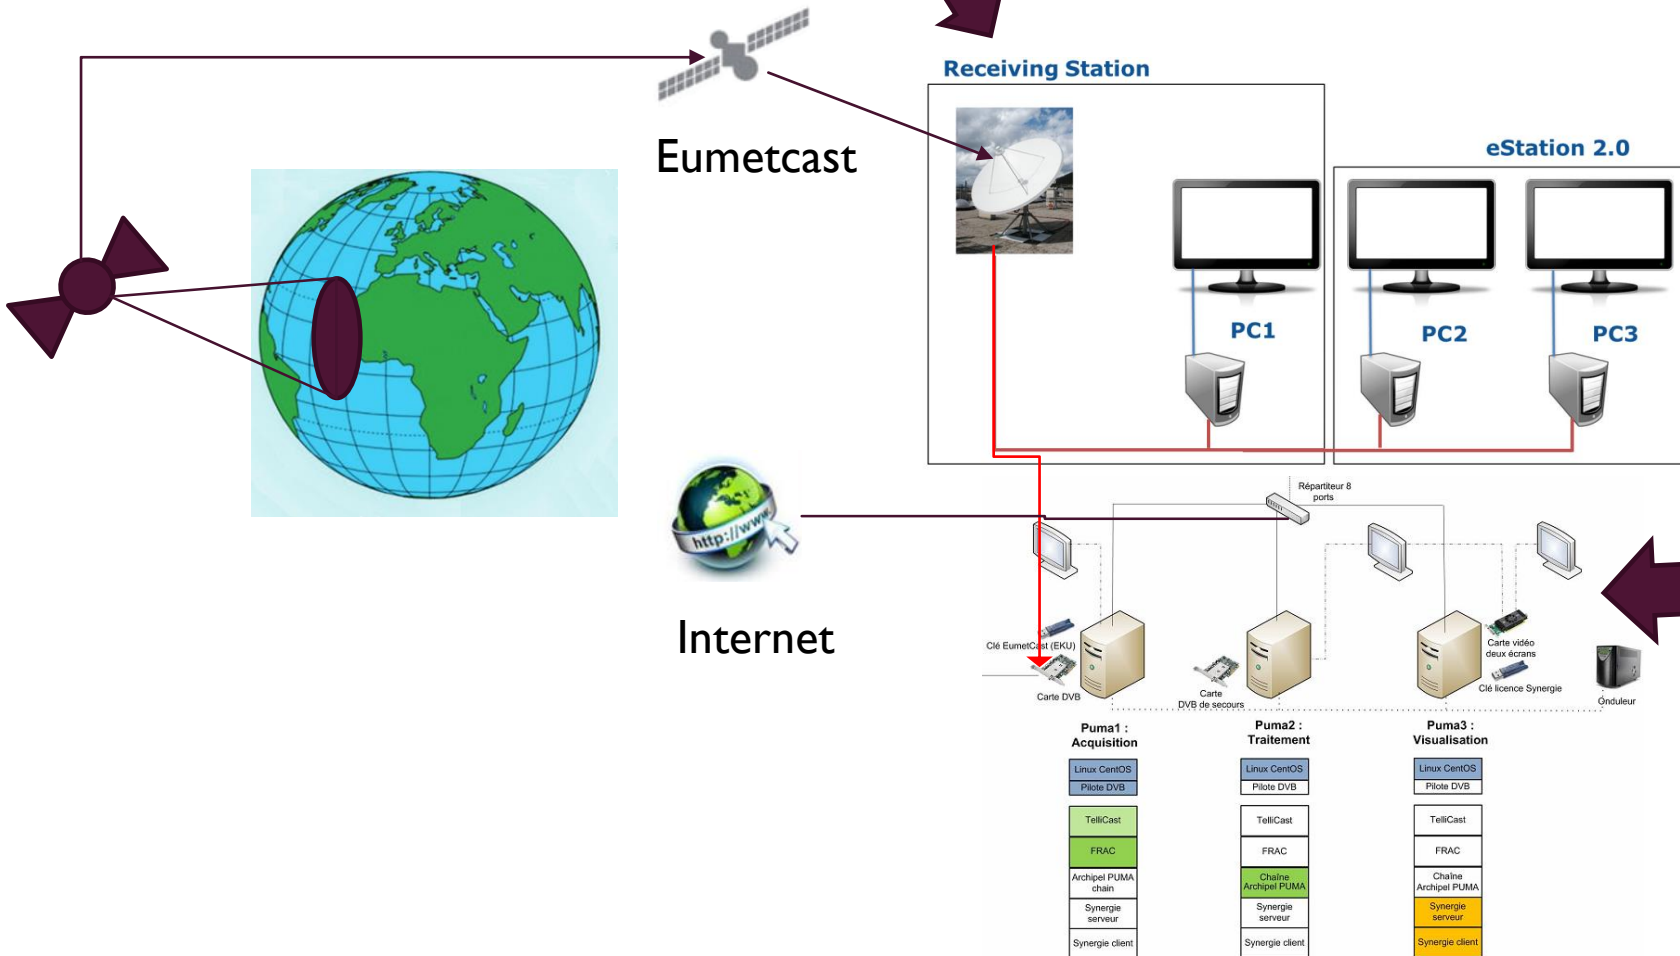 Receiving Station
Eumetcast
eStation 2.0
PC1
PC2
PC3
http://www.
Internet
Répartiteur 8
ports
Clé EumetCast (EKU)
Carte DVB
Carte
DVB de secours
Carte vidéo
deux écrans
Clé licence Synergie
Onduleur
Puma1 :
Acquisition
Linux CentOS
Pilote DVB
TelliCast
FRAC
Archipel PUMA
chain
Synergie
serveur
Synergie client
Puma2 :
Traitement
Linux CentOS
Pilote DVB
TelliCast
FRAC
Chaîne
Archipel PUMA
Synergie
serveur
Synergie client
Puma3 :
Visualisation
Linux CentOS
Pilote DVB
TelliCast
FRAC
Chaîne
Archipel PUMA
Synergie
serveur
Synergie client